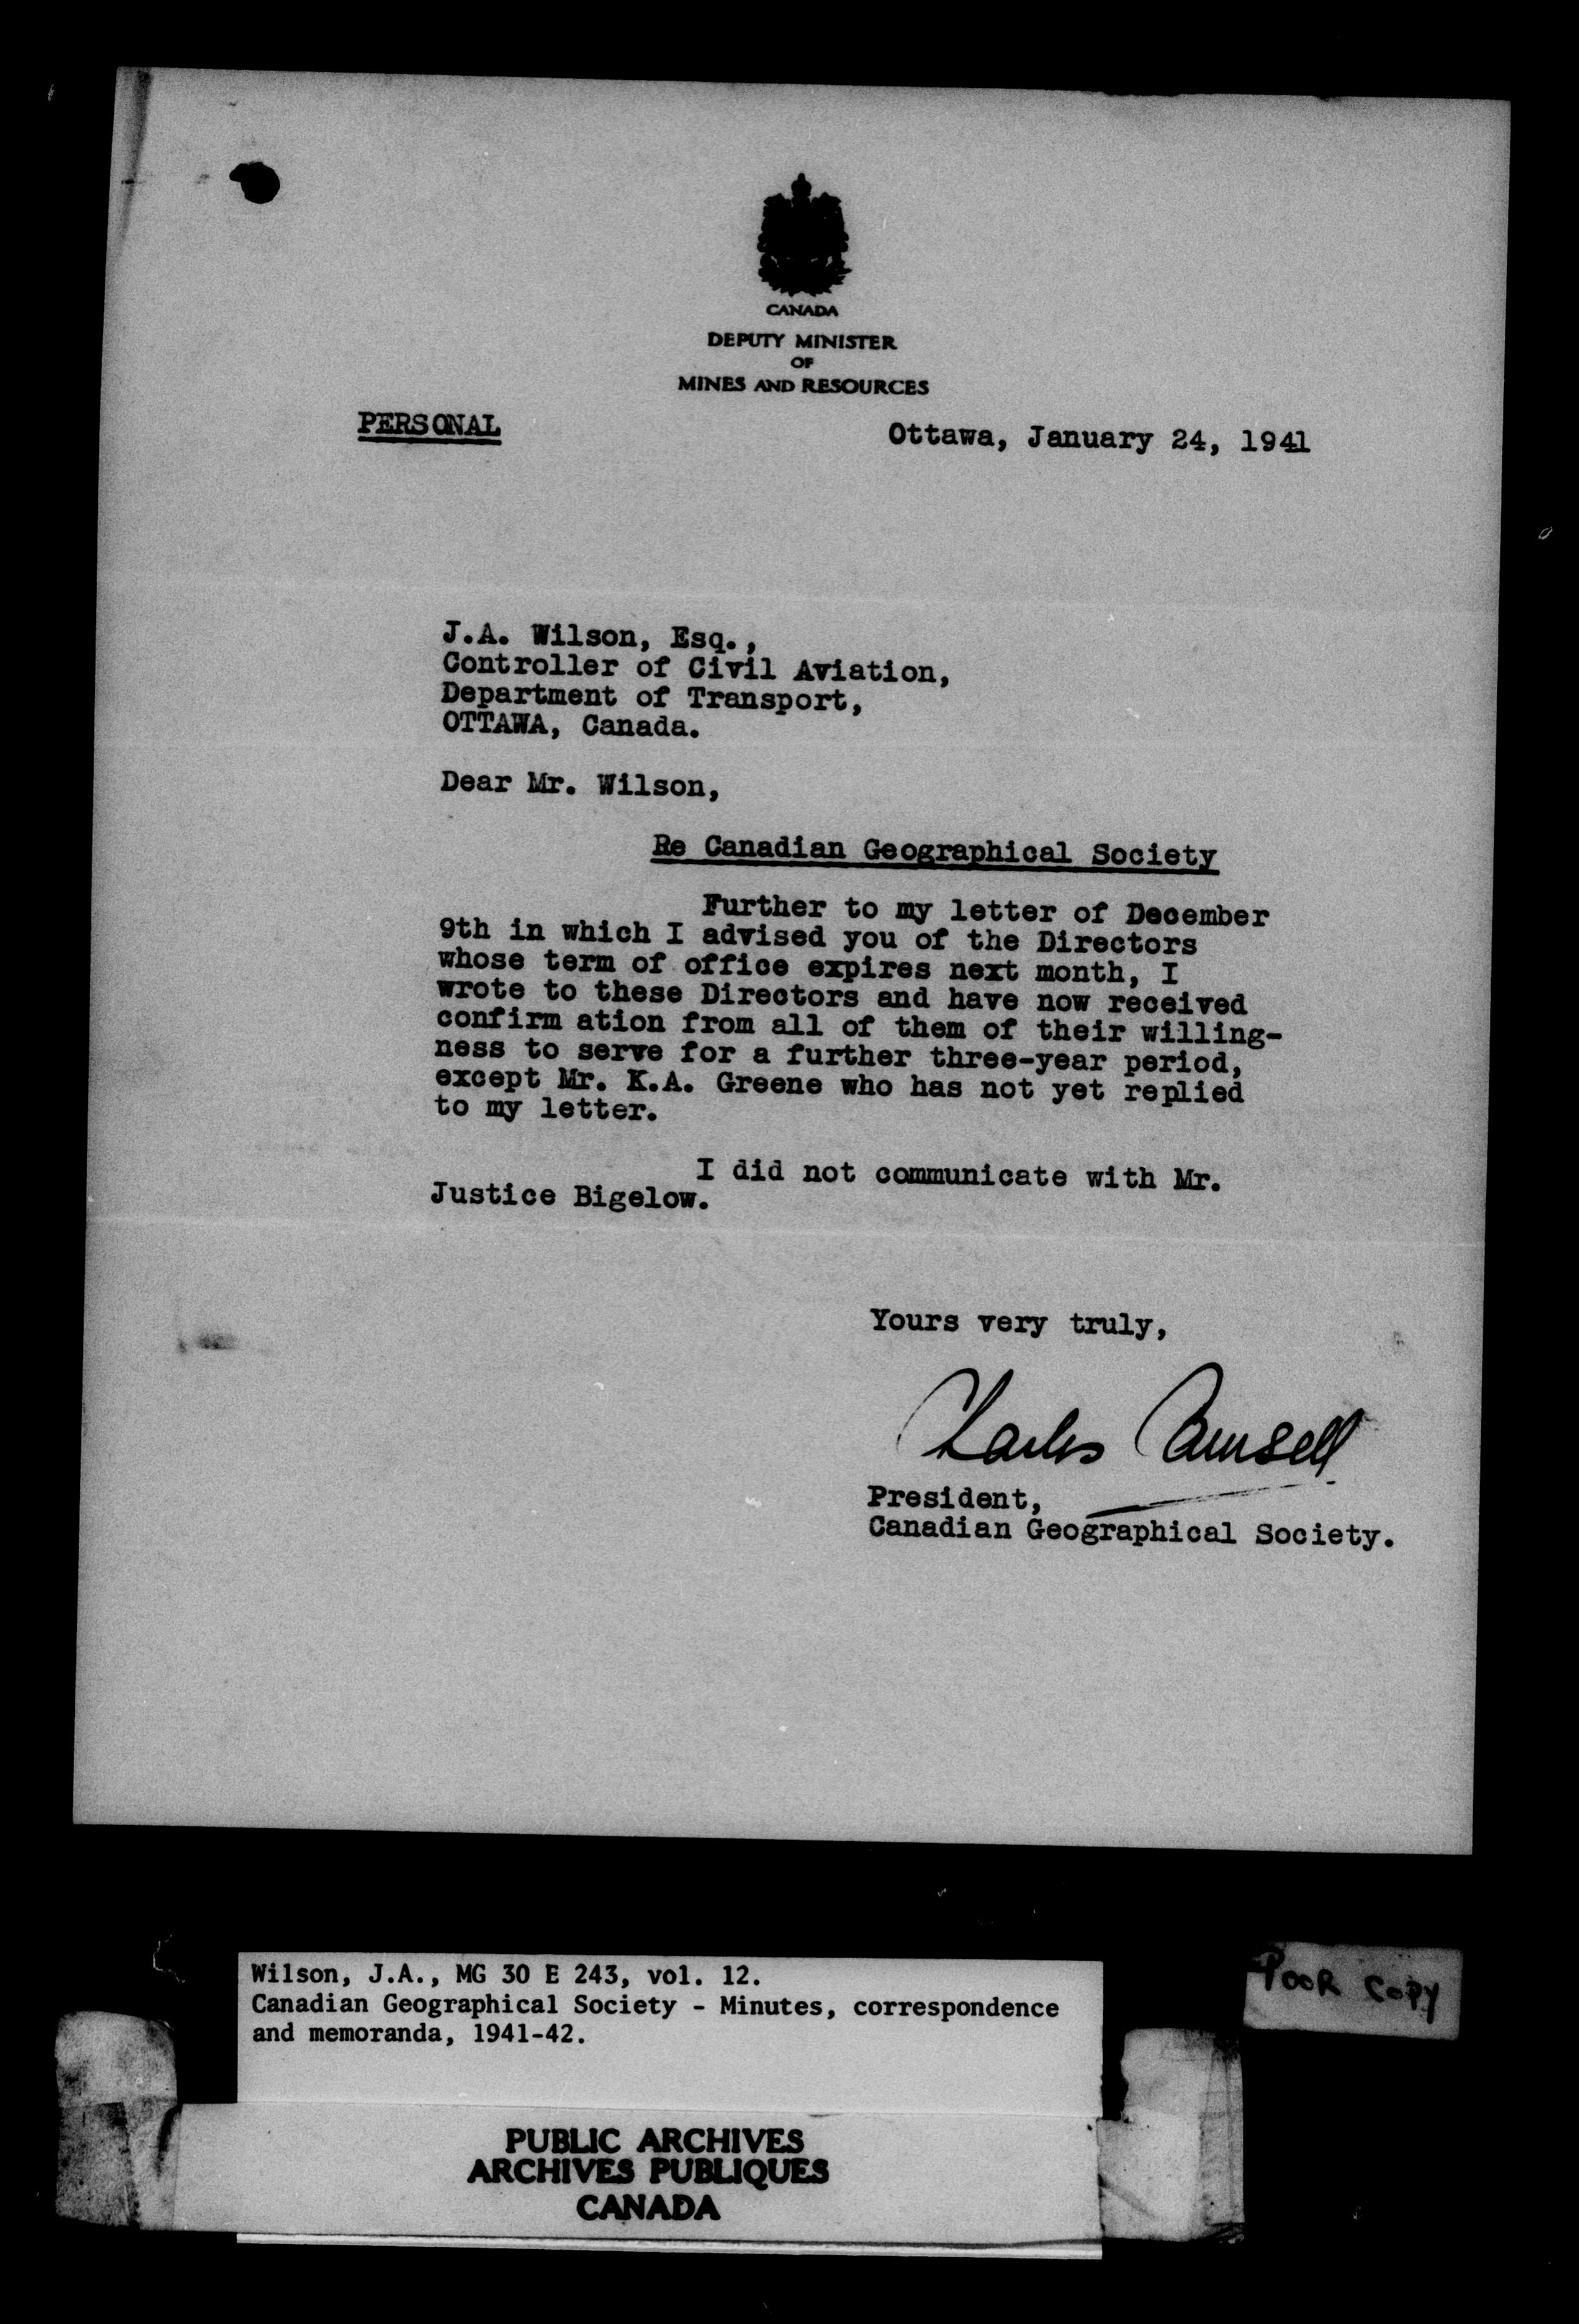 CANADA
DEPUTY MINISTER
OF
MINES AND RESOURCES
PERSONAL
Ottawa, January 24, 1941
J.A. Wilson, Esq.,
Controller of Civil Aviation,
Department of Transport,
OTTAWA, Canada.
Dear Mr. Wilson,
Re Canadian Geographical Society
Further to my letter of December
9th in which I advised you of the Directors
whose term of office expires next month, I
wrote to these Directors and have now received
confirm ation from all of them of their willing-
ness to serve for a further three-year period,
except Mr. K.A. Greene who has not yet replied
to my letter.
I did not communicate with Mr.
Justice Bigelow.
Yours very truly,
Charles Camsell
President,
Canadian Geographical Society.
Wilson, J.A., MG 30 E 243, vol. 12.
Canadian Geographical Society - Minutes, correspondence
and memoranda, 1941-42.
POOR COPY
PUBLIC ARCHIVES
ARCHIVES PUBLIQUES
CANADA